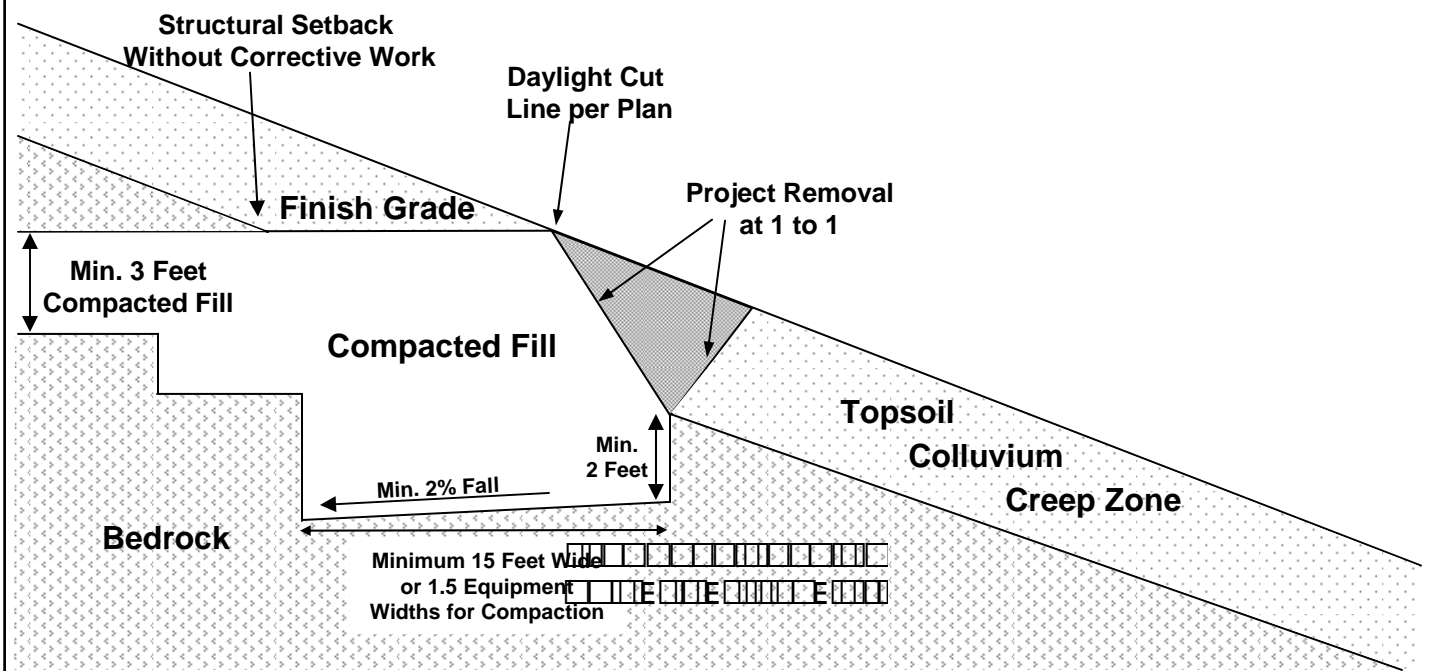 Structural Setback
Without Corrective Work
Daylight Cut
Line per Plan
Project Removal
at 1 to 1
Finish Grade
Min. 3 Feet
Compacted Fill
Compacted Fill
Topsoil
Colluvium
Creep Zone
Min.
2 Feet
Min. 2% Fall
Bedrock
Minimum 15 Feet Wide
or 1.5 Equipment
Widths for Compaction